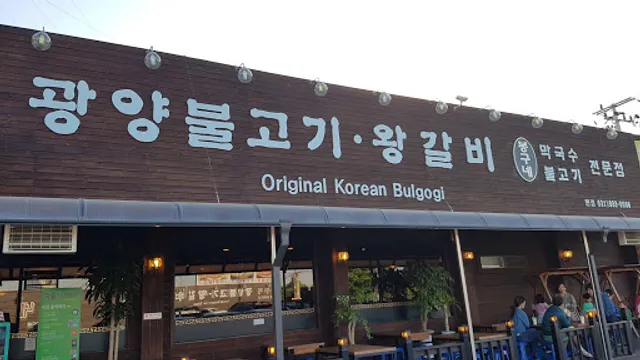 광양불고기·왕갈비
봉구네
막국수
불고기
전문점
Original Korean Bulgogi